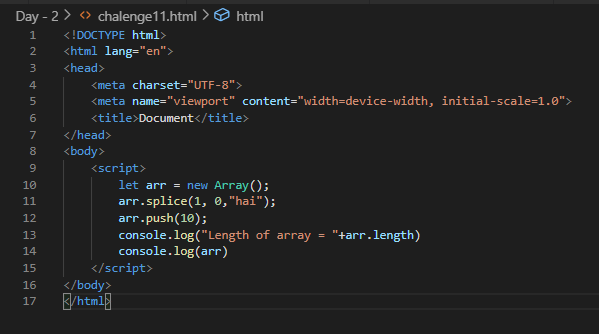 Day - 2 > <> chalenge11.html > html
1 <!DOCTYPE html>
2 <html lang="en">
3 <head>
4     <meta charset="UTF-8">
5     <meta name="viewport" content="width=device-width, initial-scale=1.0">
6     <title>Document</title>
7 </head>
8 <body>
9     <script>
10         let arr = new Array();
11         arr.splice(1, 0,"hai");
12         arr.push(10);
13         console.log("Length of array = "+arr.length)
14         console.log(arr)
15     </script>
16 </body>
17 </html>